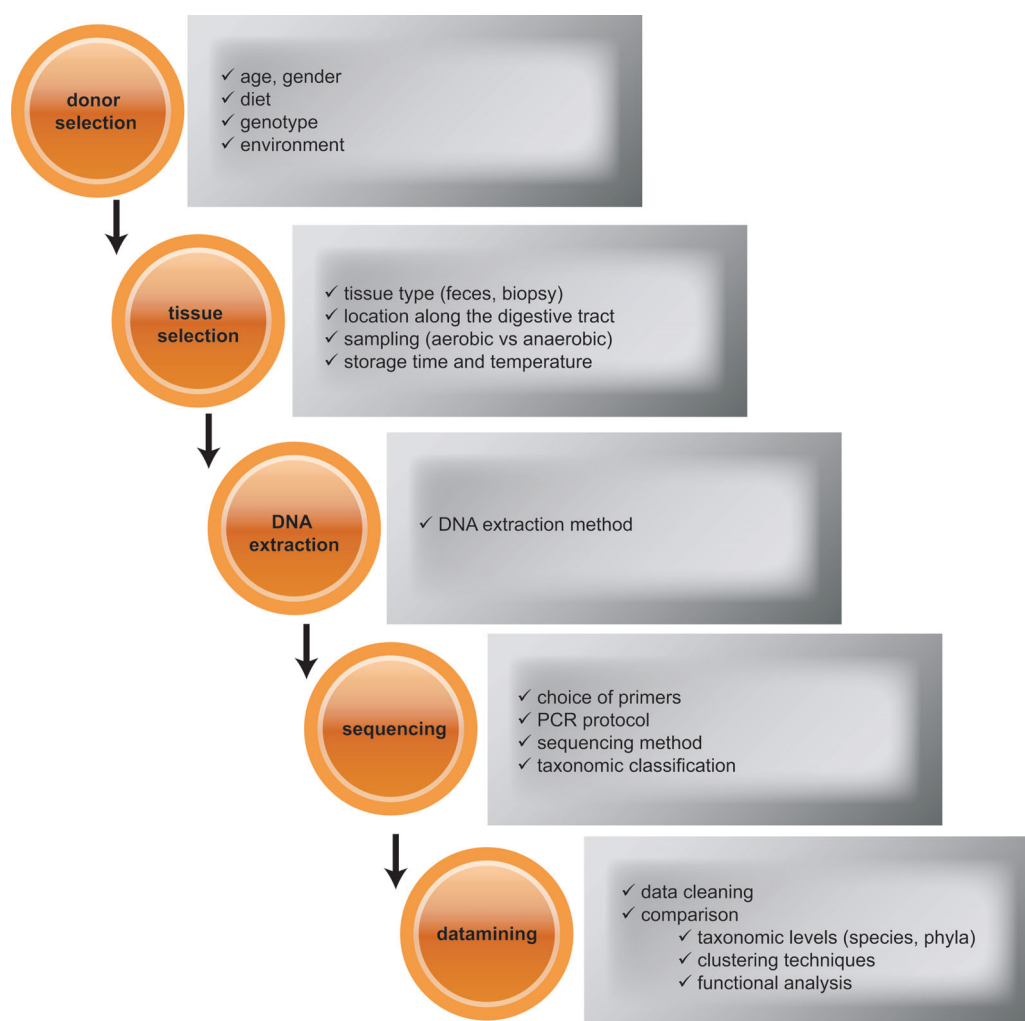 donor
selection
✓ age, gender
✓ diet
✓ genotype
✓ environment
tissue
selection
✓ tissue type (feces, biopsy)
✓ location along the digestive tract
✓ sampling (aerobic vs anaerobic)
✓ storage time and temperature
DNA
extraction
✓ DNA extraction method
sequencing
✓ choice of primers
✓ PCR protocol
✓ sequencing method
✓ taxonomic classification
datamining
✓ data cleaning
✓ comparison
✓ taxonomic levels (species, phyla)
✓ clustering techniques
✓ functional analysis